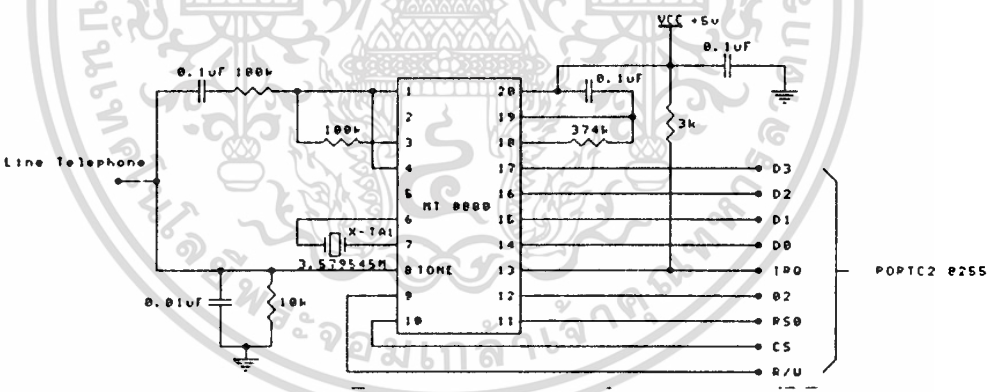 VCC +5v
0.1uF
0.1uF 100k
0.1uF
1 20
2 19
100k
3 18
374k
3k
Line Telephone
4 17 D3
5 16 D2
MT 8880
6 15 D1
X-TAL
7 14 D0
3.579545M
8 TONE 13 IRQ
PORTC2 8255
9 12 02
0.01uF
10k
10 11 RS0
CS
R/W